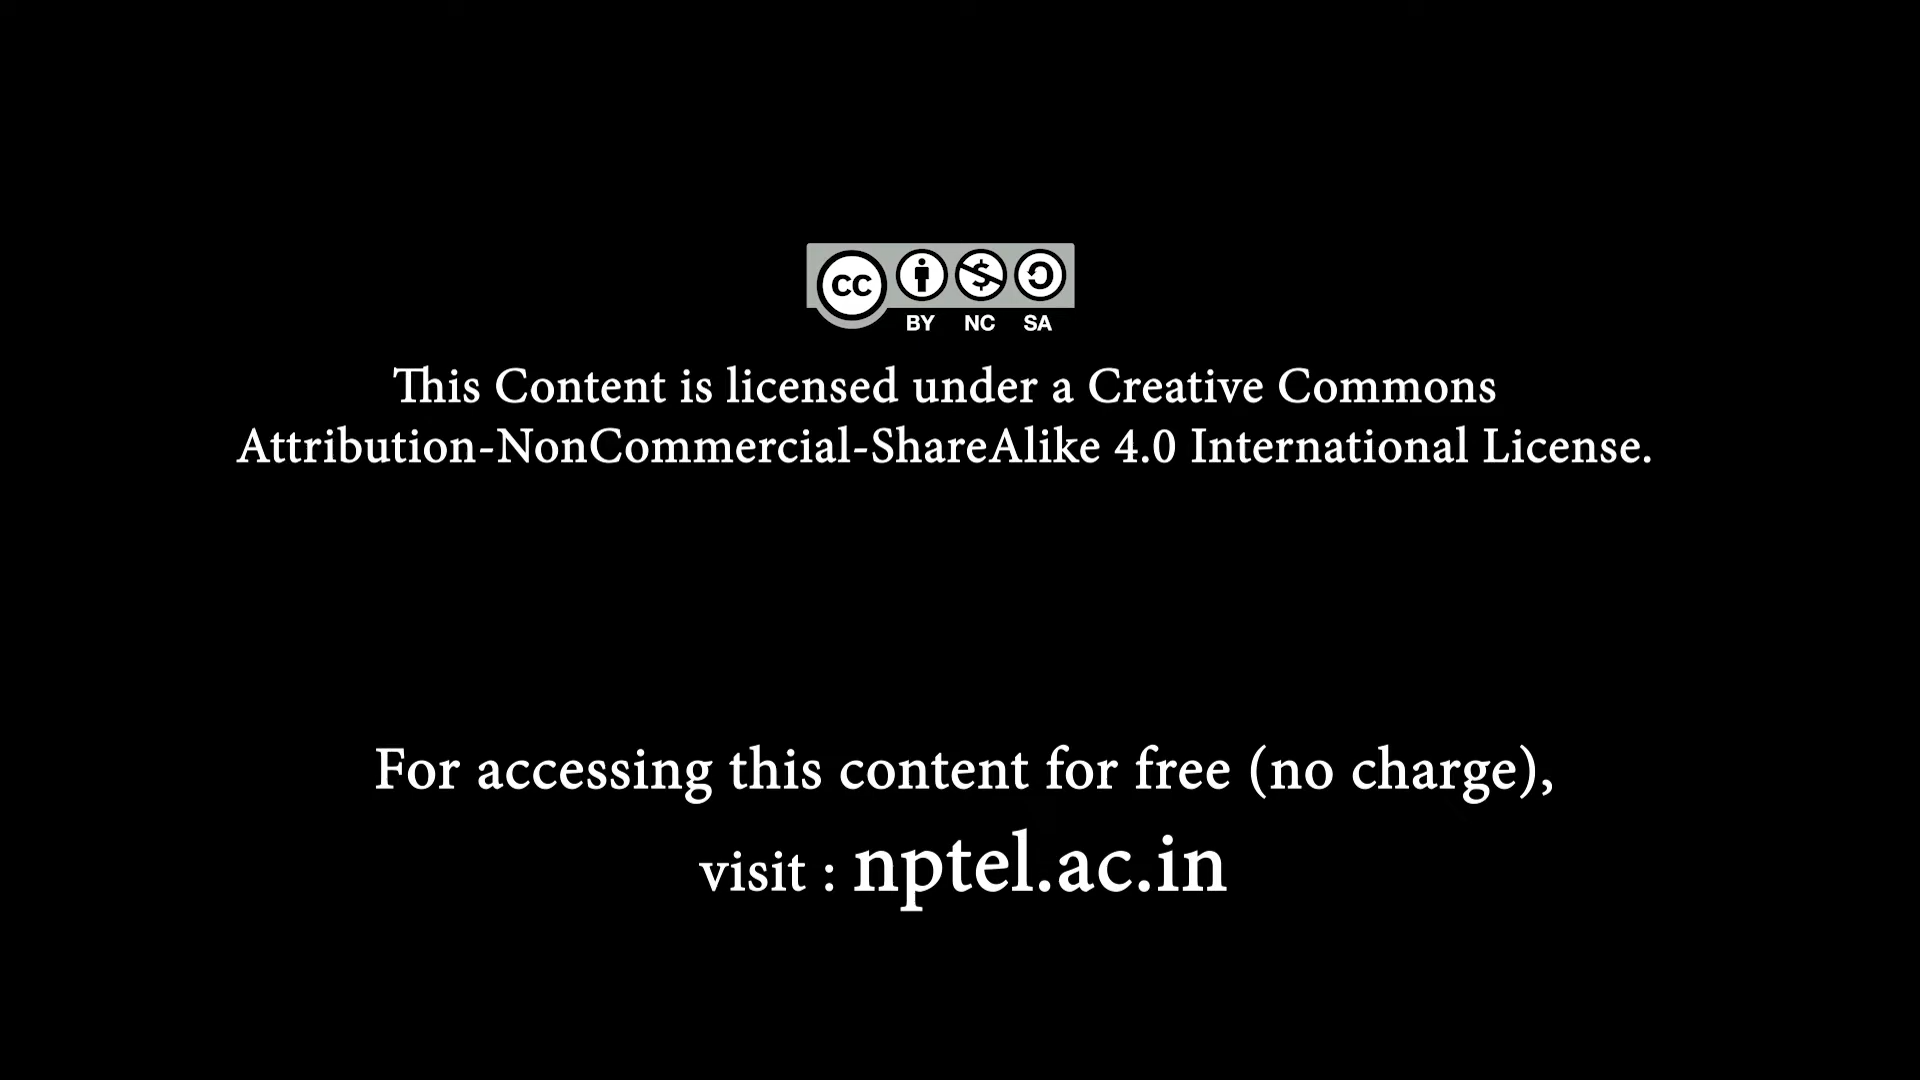 cc
BY NC SA
This Content is licensed under a Creative Commons
Attribution-NonCommercial-ShareAlike 4.0 International License.
For accessing this content for free (no charge),
visit : nptel.ac.in